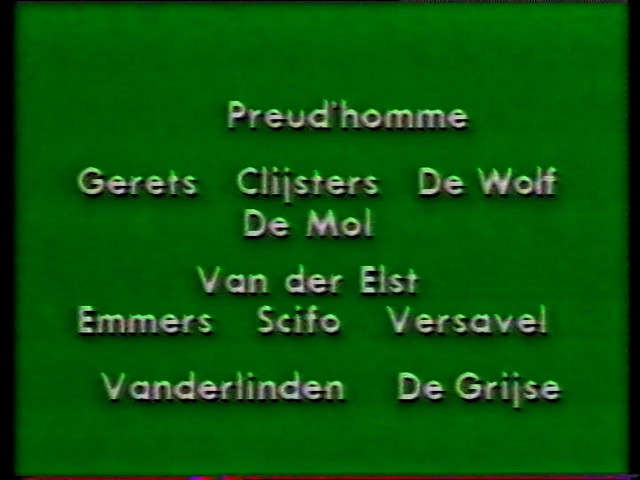 Preud'homme
Gerets Clijsters De Wolf
De Mol
Van der Elst
Emmers Scifo Versavel
Vanderlinden De Grijse